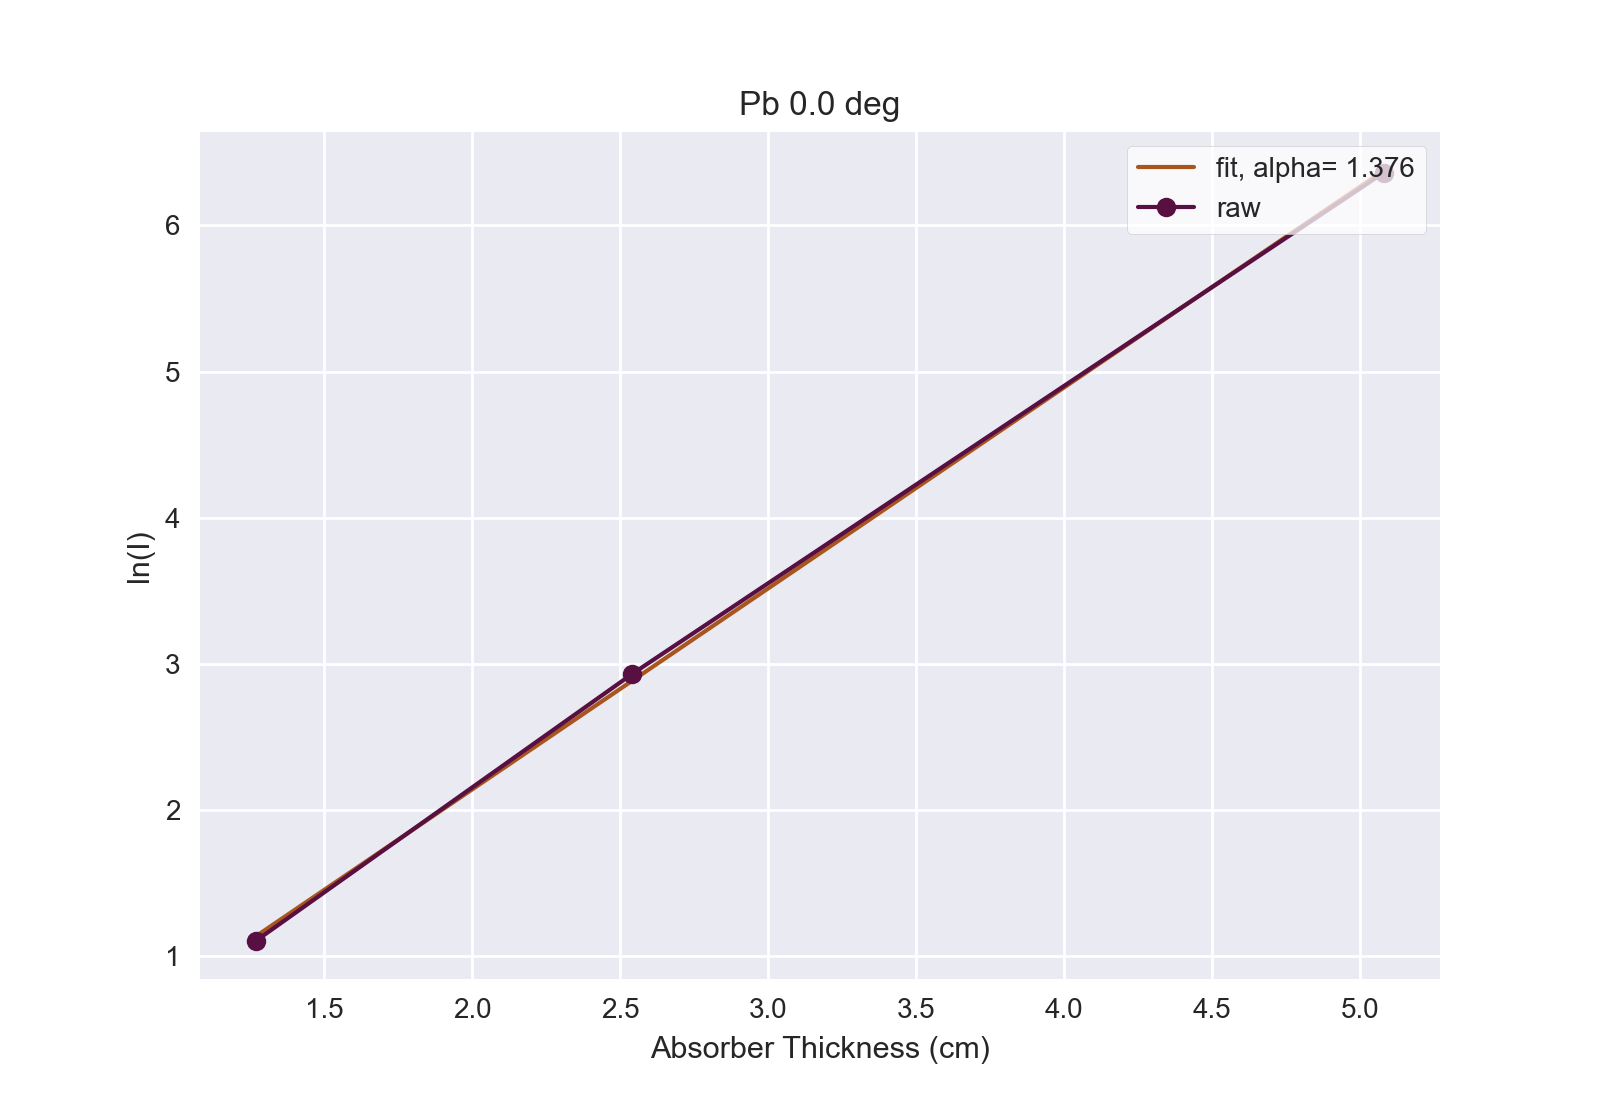 Pb 0.0 deg
fit, alpha= 1.376
raw
6
5
4
3
2
1
ln(I)
1.5 2.0 2.5 3.0 3.5 4.0 4.5 5.0
Absorber Thickness (cm)